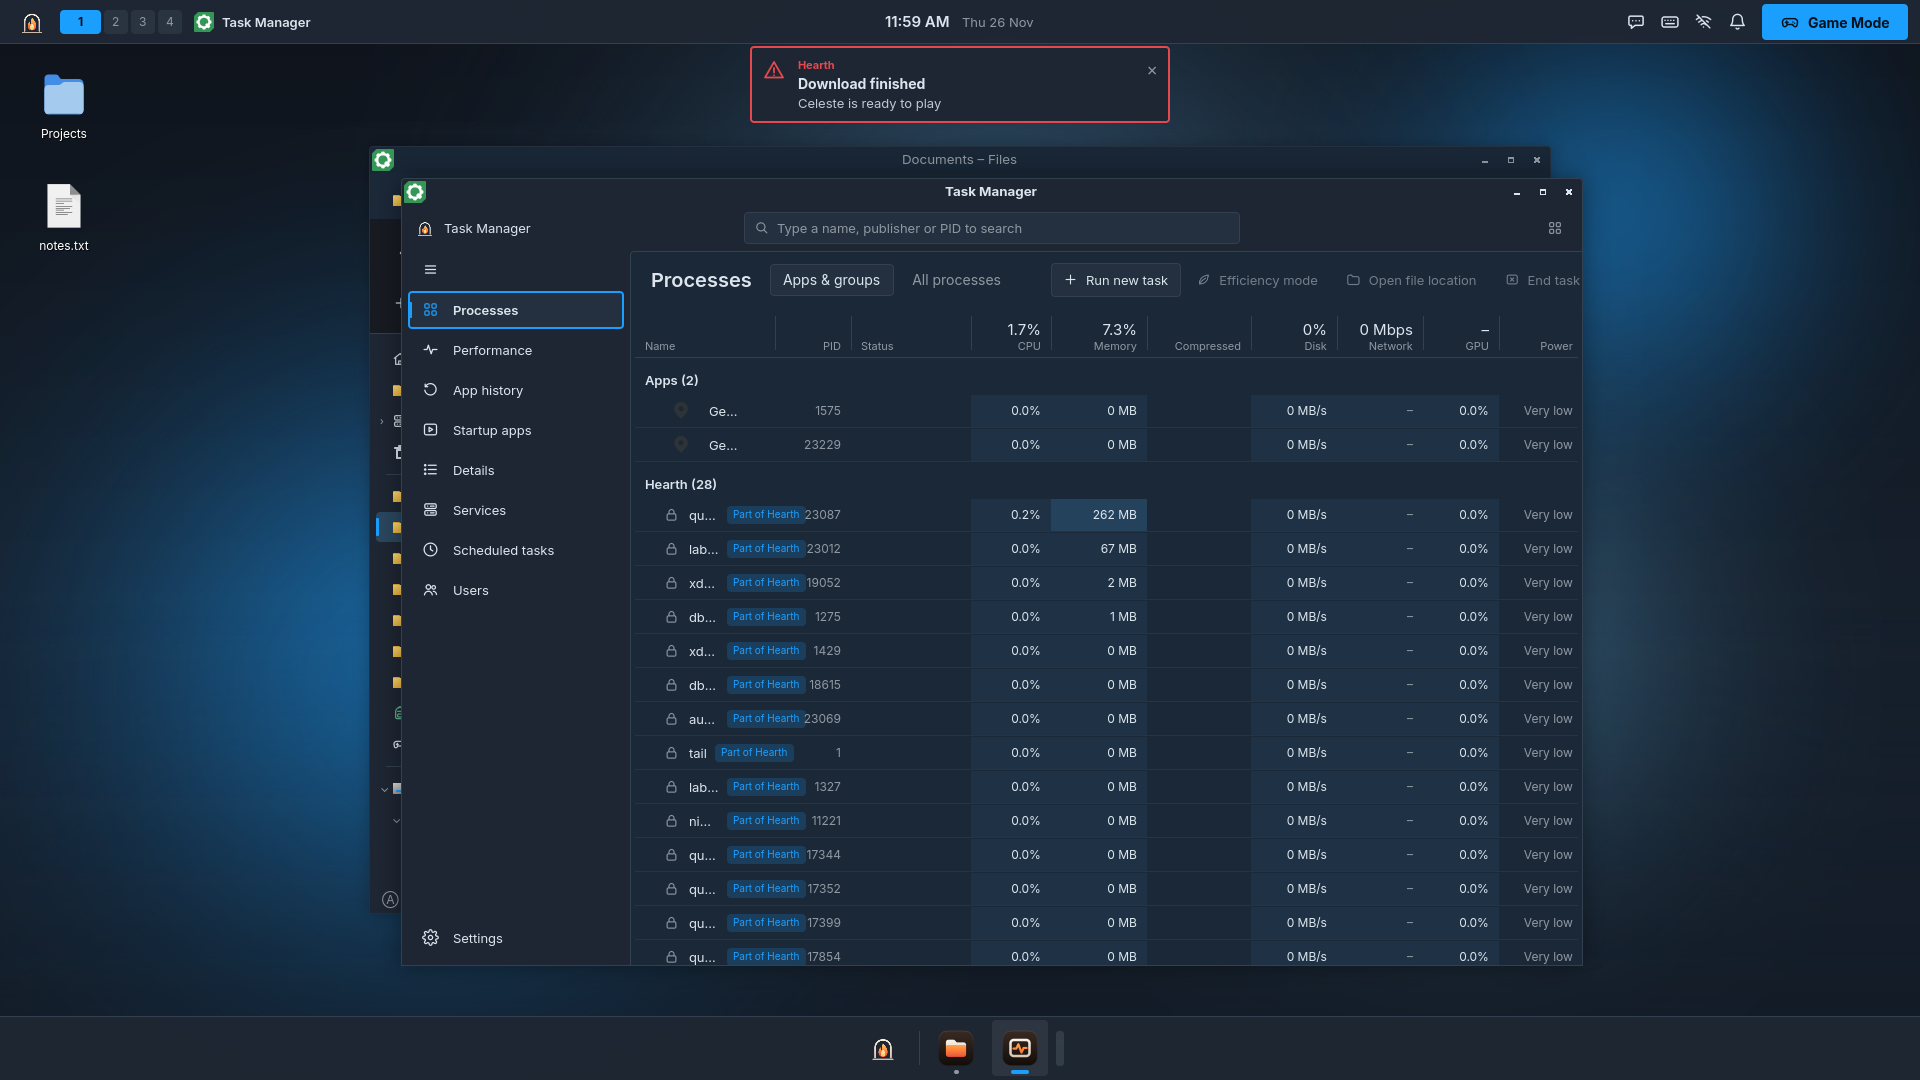 1 2 3 4 Task Manager 11:59 AM Thu 26 Nov Game Mode
Hearth
Download finished
Celeste is ready to play
Projects
notes.txt
Documents – Files
Task Manager
Task Manager
Type a name, publisher or PID to search
Processes Apps & groups All processes Run new task Efficiency mode Open file location End task
Processes
Performance
App history
Startup apps
Details
Services
Scheduled tasks
Users
Settings
1.7% 7.3% 0% 0 Mbps –
Name PID Status CPU Memory Compressed Disk Network GPU Power
Apps (2)
Ge... 1575 0.0% 0 MB 0 MB/s – 0.0% Very low
Ge... 23229 0.0% 0 MB 0 MB/s – 0.0% Very low
Hearth (28)
qu... Part of Hearth 23087 0.2% 262 MB 0 MB/s – 0.0% Very low
lab... Part of Hearth 23012 0.0% 67 MB 0 MB/s – 0.0% Very low
xd... Part of Hearth 19052 0.0% 2 MB 0 MB/s – 0.0% Very low
db... Part of Hearth 1275 0.0% 1 MB 0 MB/s – 0.0% Very low
xd... Part of Hearth 1429 0.0% 0 MB 0 MB/s – 0.0% Very low
db... Part of Hearth 18615 0.0% 0 MB 0 MB/s – 0.0% Very low
au... Part of Hearth 23069 0.0% 0 MB 0 MB/s – 0.0% Very low
tail Part of Hearth 1 0.0% 0 MB 0 MB/s – 0.0% Very low
lab... Part of Hearth 1327 0.0% 0 MB 0 MB/s – 0.0% Very low
ni... Part of Hearth 11221 0.0% 0 MB 0 MB/s – 0.0% Very low
qu... Part of Hearth 17344 0.0% 0 MB 0 MB/s – 0.0% Very low
qu... Part of Hearth 17352 0.0% 0 MB 0 MB/s – 0.0% Very low
qu... Part of Hearth 17399 0.0% 0 MB 0 MB/s – 0.0% Very low
qu... Part of Hearth 17854 0.0% 0 MB 0 MB/s – 0.0% Very low